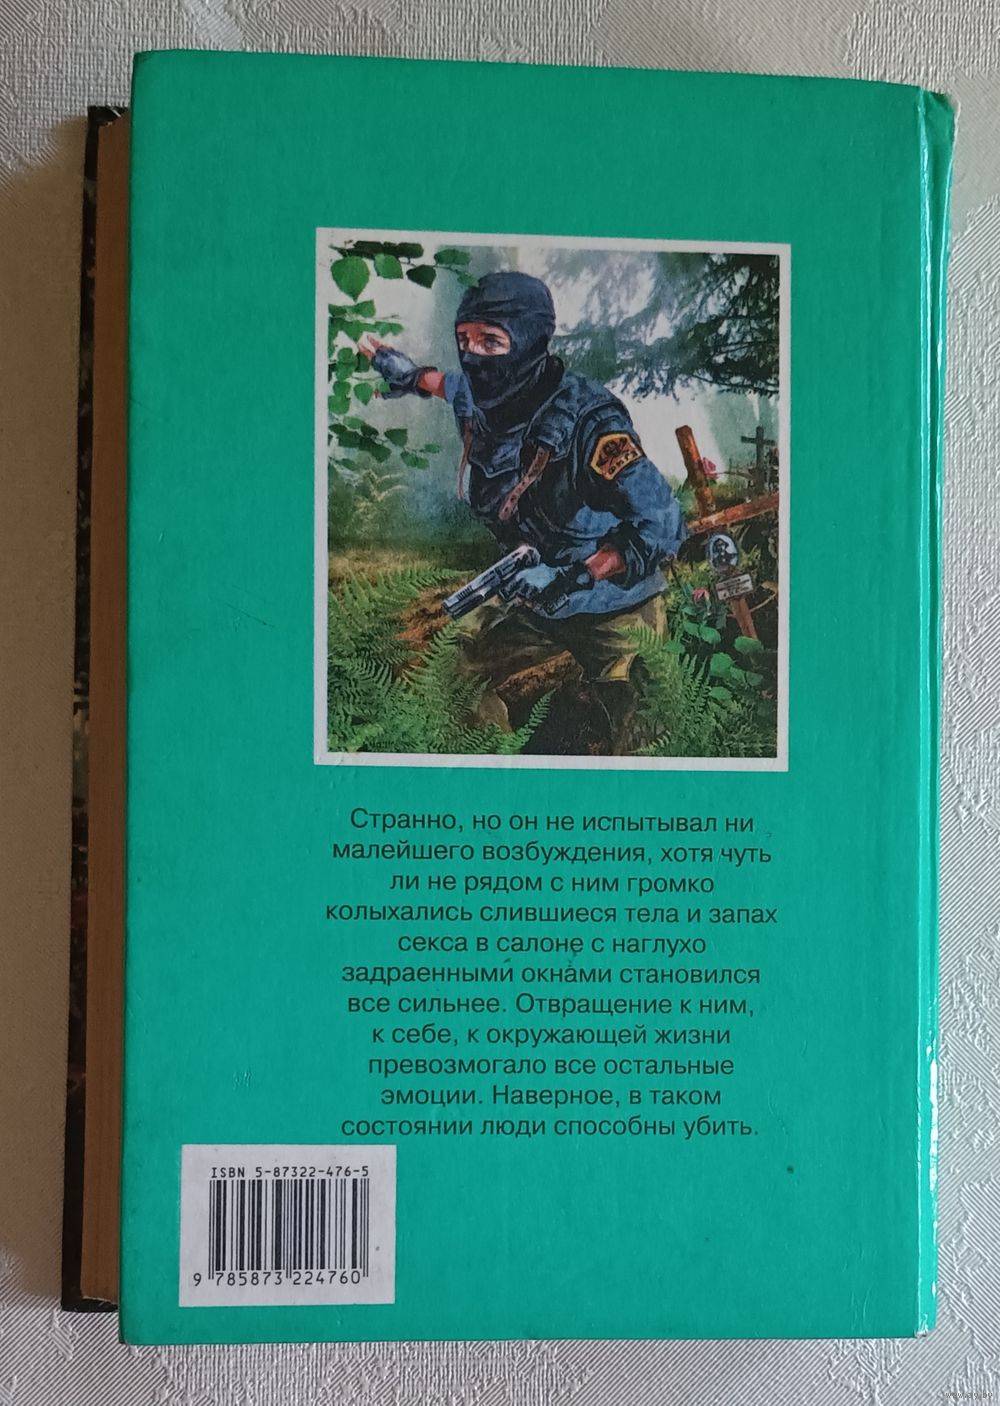 Странно, но он не испытывал ни
малейшего возбуждения, хотя чуть
ли не рядом с ним громко
колыхались слившиеся тела и запах
секса в салоне с наглухо
задраенными окнами становился
все сильнее. Отвращение к ним,
к себе, к окружающей жизни
превозмогало все остальные
эмоции. Наверное, в таком
состоянии люди способны убить.
ISBN 5-87322-476-5
9 785873 224760